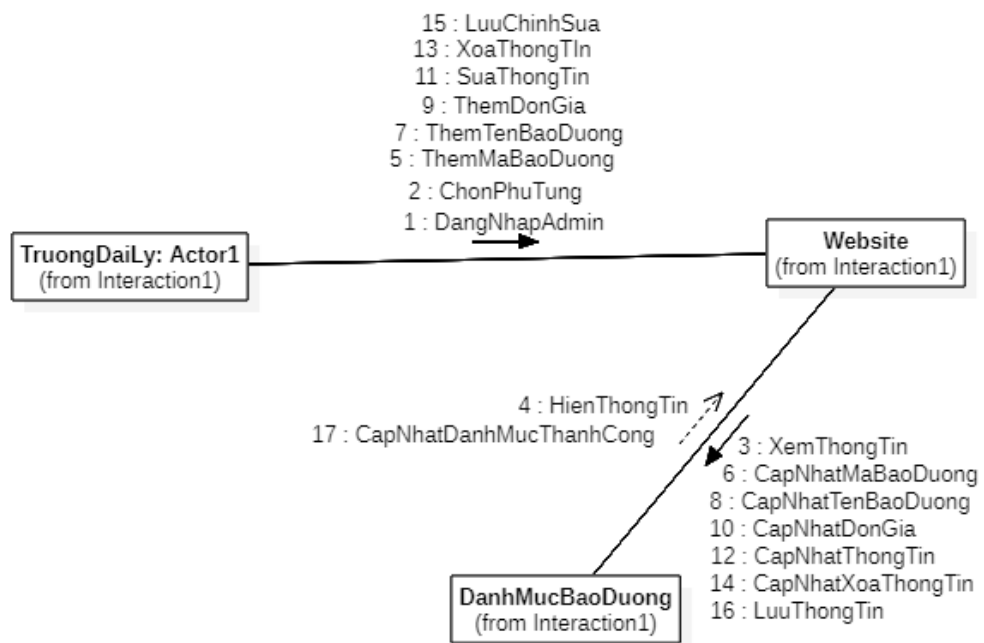 15 : LuuChinhSua
13 : XoaThongTIn
11 : SuaThongTin
9 : ThemDonGia
7 : ThemTenBaoDuong
5 : ThemMaBaoDuong
2 : ChonPhuTung
1 : DangNhapAdmin
TruongDaiLy: Actor1
(from Interaction1)
Website
(from Interaction1)
4 : HienThongTin
17 : CapNhatDanhMucThanhCong
3 : XemThongTin
6 : CapNhatMaBaoDuong
8 : CapNhatTenBaoDuong
10 : CapNhatDonGia
12 : CapNhatThongTin
14 : CapNhatXoaThongTin
16 : LuuThongTin
DanhMucBaoDuong
(from Interaction1)